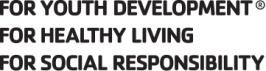 FOR YOUTH DEVELOPMENT®
FOR HEALTHY LIVING
FOR SOCIAL RESPONSIBILITY